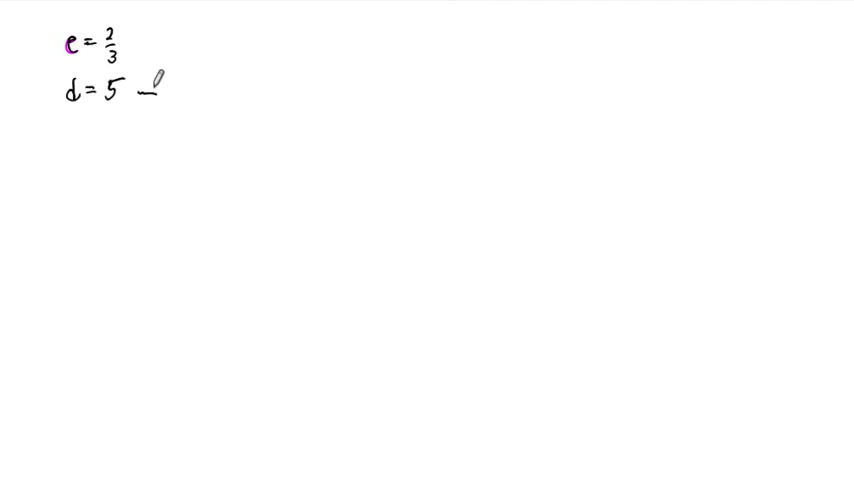 e = 2/3
d = 5 —